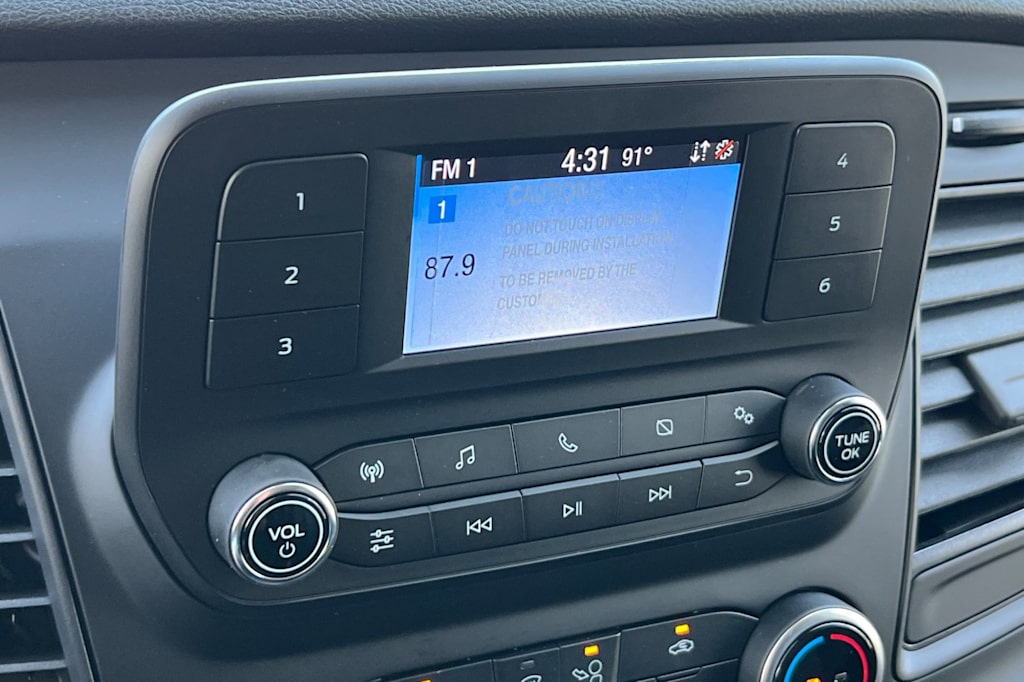 FM 1 4:31 91°
1
87.9
CAUTION!!
DO NOT TOUCH ON DISPLAY
PANEL DURING INSTALLATION
TO BE REMOVED BY THE
1
2
3
4
5
6
VOL
TUNE
OK